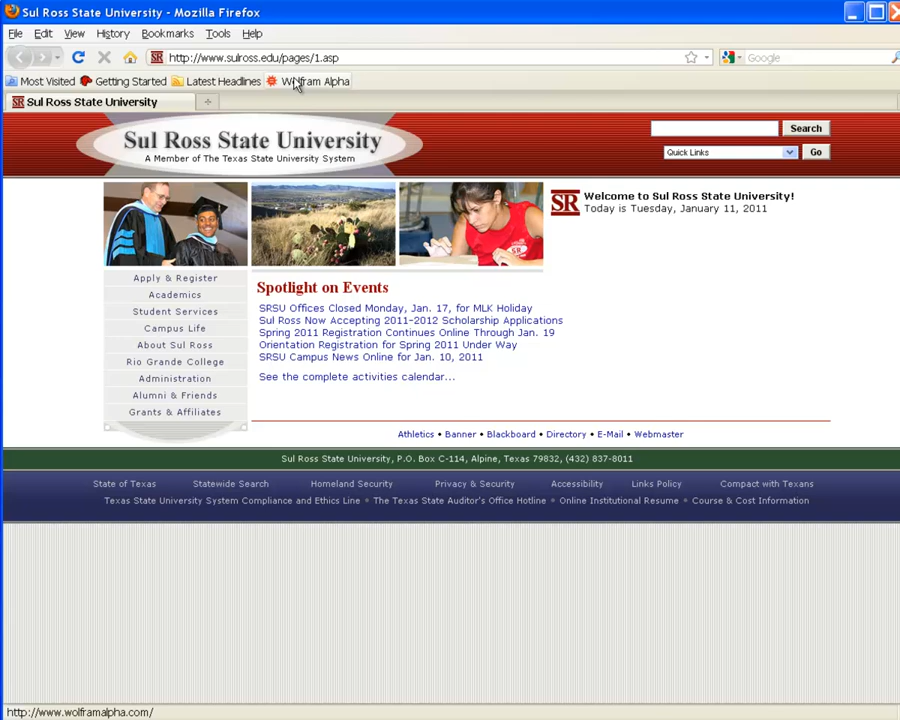 Sul Ross State University - Mozilla Firefox
File Edit View History Bookmarks Tools Help
http://www.sulross.edu/pages/1.asp
Google
Most Visited Getting Started Latest Headlines Wolfram Alpha
Sul Ross State University
Sul Ross State University
A Member of The Texas State University System
Search
Quick Links Go
SR
Welcome to Sul Ross State University!
Today is Tuesday, January 11, 2011
Apply & Register
Academics
Student Services
Campus Life
About Sul Ross
Rio Grande College
Administration
Alumni & Friends
Grants & Affiliates
Spotlight on Events
SRSU Offices Closed Monday, Jan. 17, for MLK Holiday
Sul Ross Now Accepting 2011-2012 Scholarship Applications
Spring 2011 Registration Continues Online Through Jan. 19
Orientation Registration for Spring 2011 Under Way
SRSU Campus News Online for Jan. 10, 2011
See the complete activities calendar...
Athletics • Banner • Blackboard • Directory • E-Mail • Webmaster
Sul Ross State University, P.O. Box C-114, Alpine, Texas 79832, (432) 837-8011
State of Texas Statewide Search Homeland Security Privacy & Security Accessibility Links Policy Compact with Texans
Texas State University System Compliance and Ethics Line • The Texas State Auditor's Office Hotline • Online Institutional Resume • Course & Cost Information
http://www.wolframalpha.com/